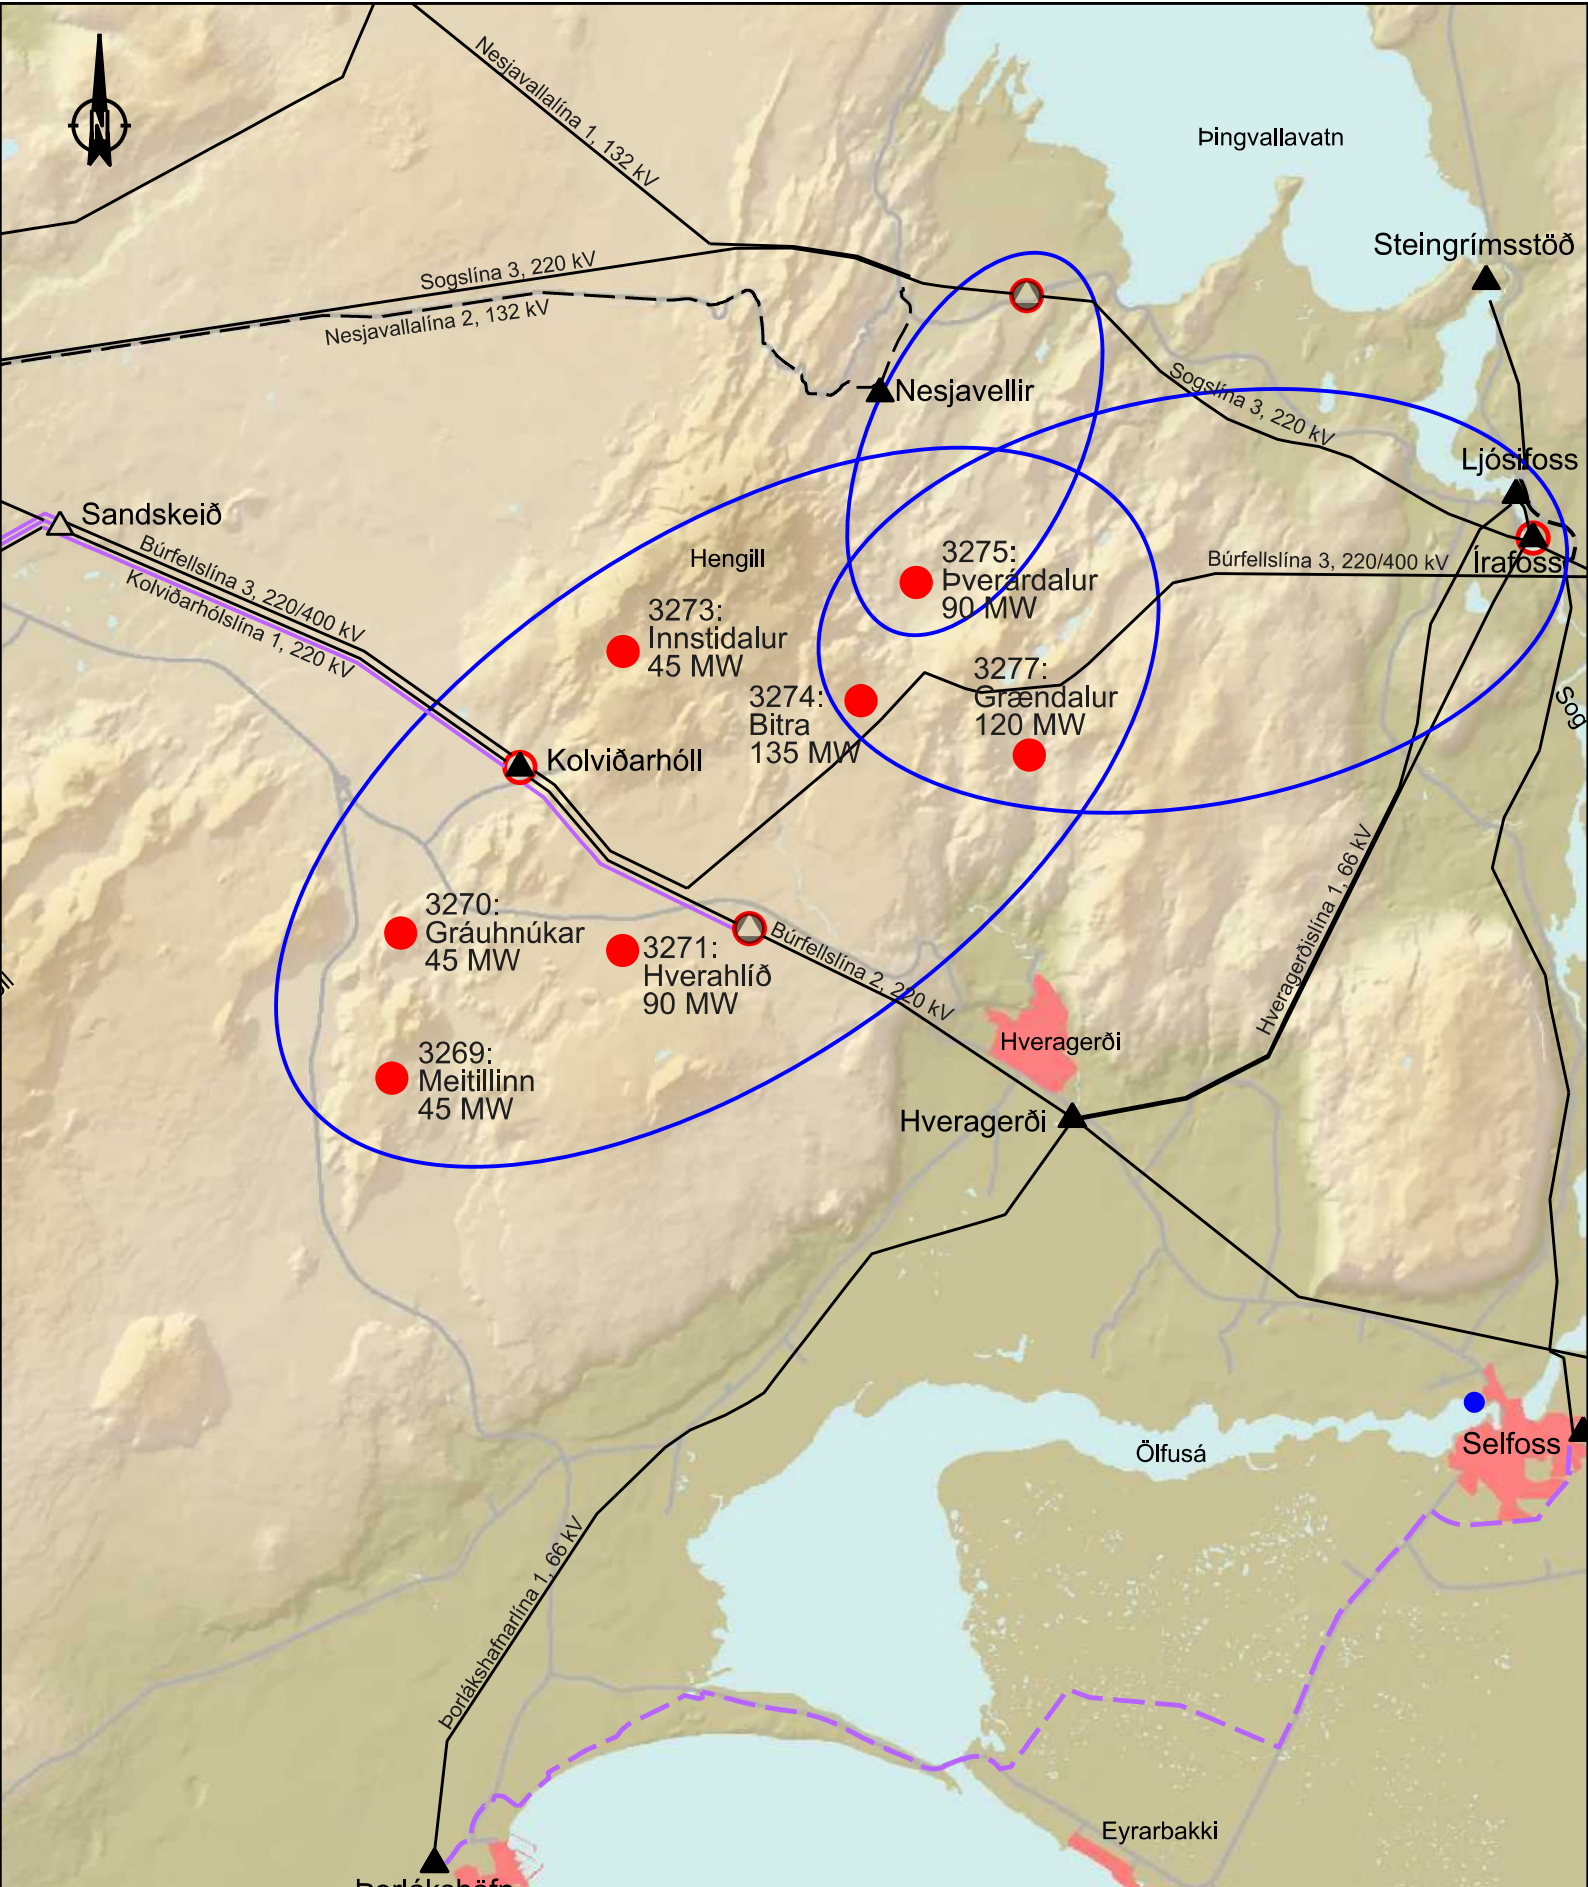 N
Nesjavallalína 1, 132 kV
Þingvallavatn
Steingrímsstöð
Sogslína 3, 220 kV
Nesjavallalína 2, 132 kV
Nesjavellir
Sogslína 3, 220 kV
Ljósifoss
Sandskeið
Búrfellslína 3, 220/400 kV
Kolviðarhólslína 1, 220 kV
Hengill
3275:
Þverárdalur
90 MW
Búrfellslína 3, 220/400 kV
Írafoss
3273:
Innstidalur
45 MW
3274:
Bitra
135 MW
3277:
Grændalur
120 MW
Sog
Kolviðarhóll
3270:
Gráuhnúkar
45 MW
3271:
Hverahlíð
90 MW
Búrfellslína 2, 220 kV
Hveragerðislína 1, 66 kV
3269:
Meitillinn
45 MW
Hveragerði
Hveragerði
Ölfusá
Selfoss
Þorlákshafnarlína 1, 66 kV
Eyrarbakki
Þorlákshöfn